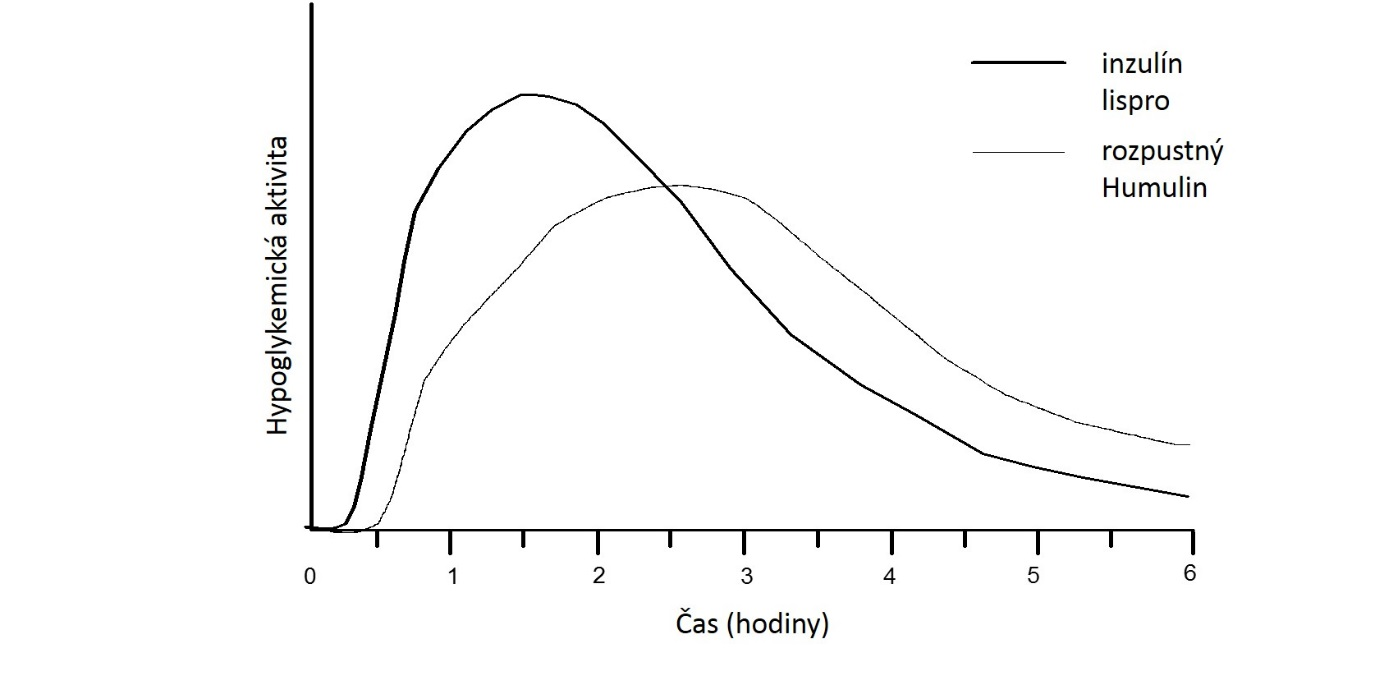 inzulín
lispro
rozpustný
Humulin
Hypoglykemická aktivita
0 1 2 3 4 5 6
Čas (hodiny)